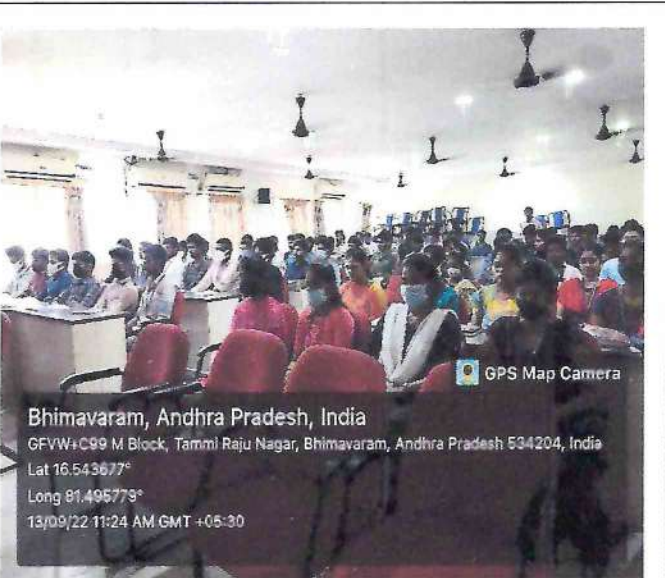 GPS Map Camera
Bhimavaram, Andhra Pradesh, India
GFVW+C99 M Block, Tammi Raju Nagar, Bhimavaram, Andhra Pradesh 534204, India
Lat 16.543677°
Long 81.495779°
13/09/22 11:24 AM GMT +05:30